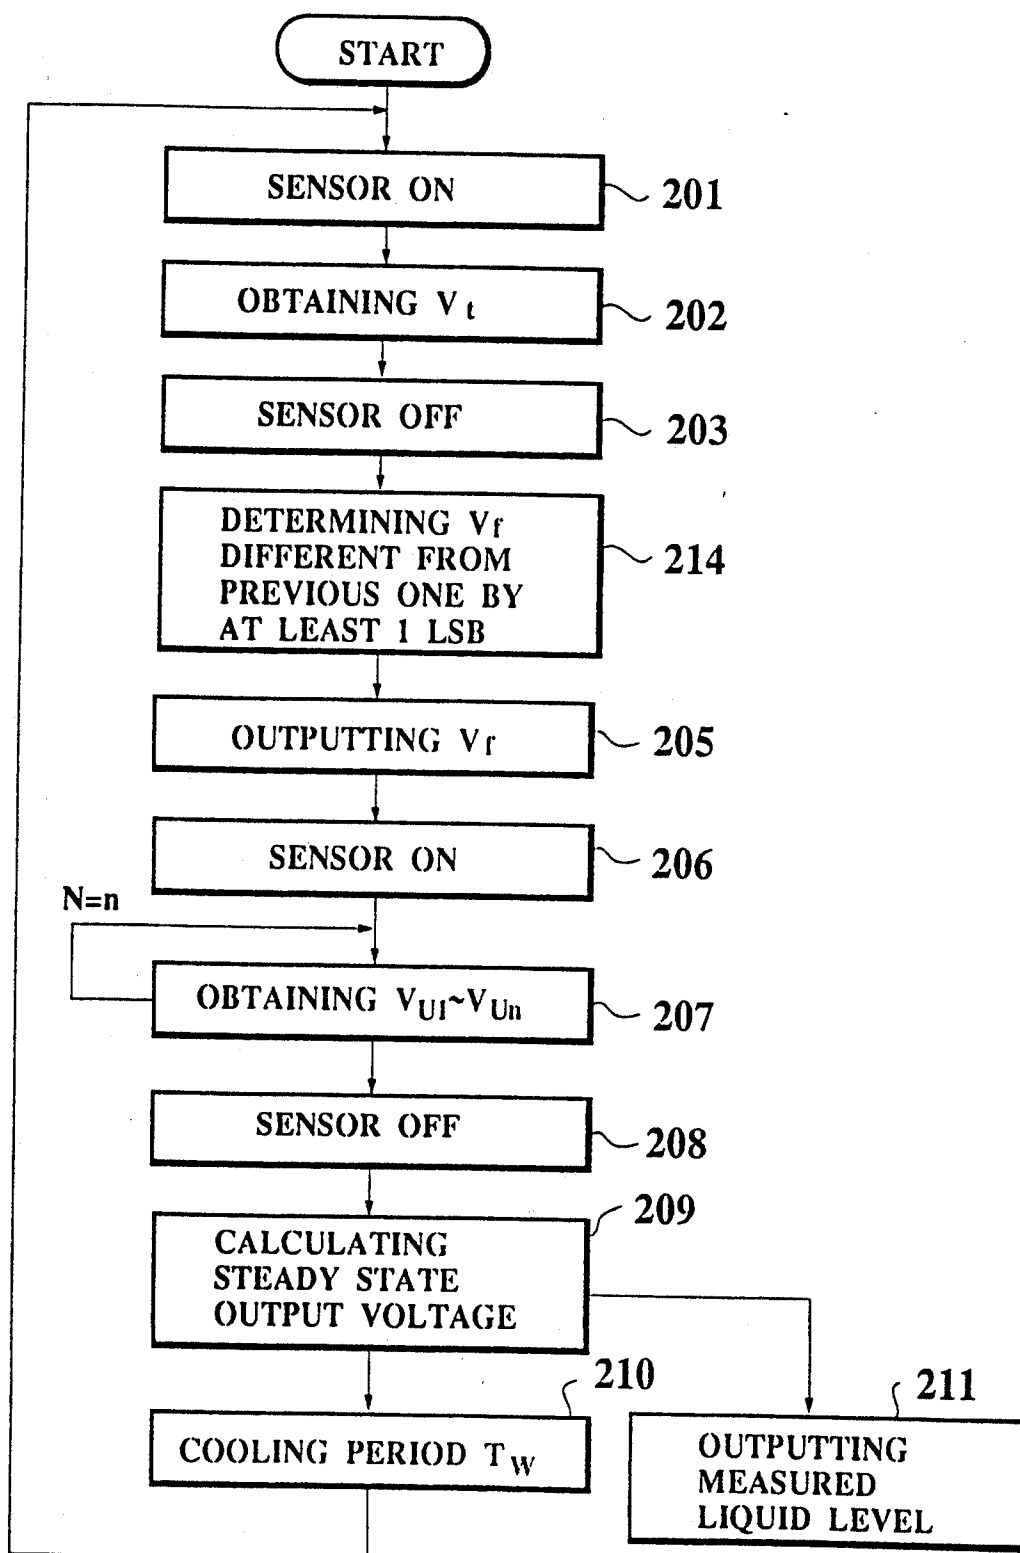 START
SENSOR ON
201
OBTAINING Vt
202
SENSOR OFF
203
DETERMINING Vf
DIFFERENT FROM
PREVIOUS ONE BY
AT LEAST 1 LSB
214
OUTPUTTING Vf
205
SENSOR ON
206
N=n
OBTAINING VU1~VUn
207
SENSOR OFF
208
209
CALCULATING
STEADY STATE
OUTPUT VOLTAGE
210
COOLING PERIOD TW
211
OUTPUTTING
MEASURED
LIQUID LEVEL